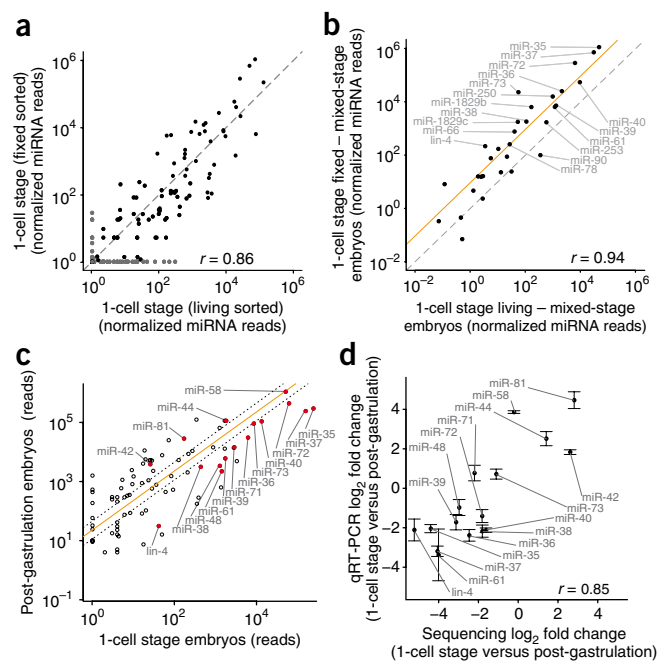 a
1-cell stage (fixed sorted)
(normalized miRNA reads)
10^6
10^4
10^2
10^0
r = 0.86
10^0
10^2
10^4
10^6
1-cell stage (living sorted)
(normalized miRNA reads)
b
1-cell stage fixed – mixed-stage
embryos (normalized miRNA reads)
10^6
10^4
10^2
10^0
10^−2
miR-35
miR-37
miR-72
miR-36
miR-73
miR-250
miR-1829b
miR-38
miR-1829c
miR-66
lin-4
miR-40
miR-39
miR-61
miR-253
miR-90
miR-78
r = 0.94
10^−2
10^0
10^2
10^4
10^6
1-cell stage living – mixed-stage
embryos (normalized miRNA reads)
c
Post-gastrulation embryos (reads)
10^5
10^3
10^1
10^−1
miR-58
miR-44
miR-81
miR-42
miR-35
miR-37
miR-72
miR-40
miR-73
miR-36
miR-71
miR-39
miR-61
miR-48
miR-38
lin-4
10^0
10^2
10^4
1-cell stage embryos (reads)
d
qRT-PCR log2 fold change
(1-cell stage versus post-gastrulation)
4
2
0
−2
−4
miR-81
miR-58
miR-44
miR-71
miR-72
miR-48
miR-39
miR-42
miR-73
miR-40
miR-38
miR-36
miR-35
miR-37
miR-61
lin-4
r = 0.85
−4
−2
0
2
4
Sequencing log2 fold change
(1-cell stage versus post-gastrulation)